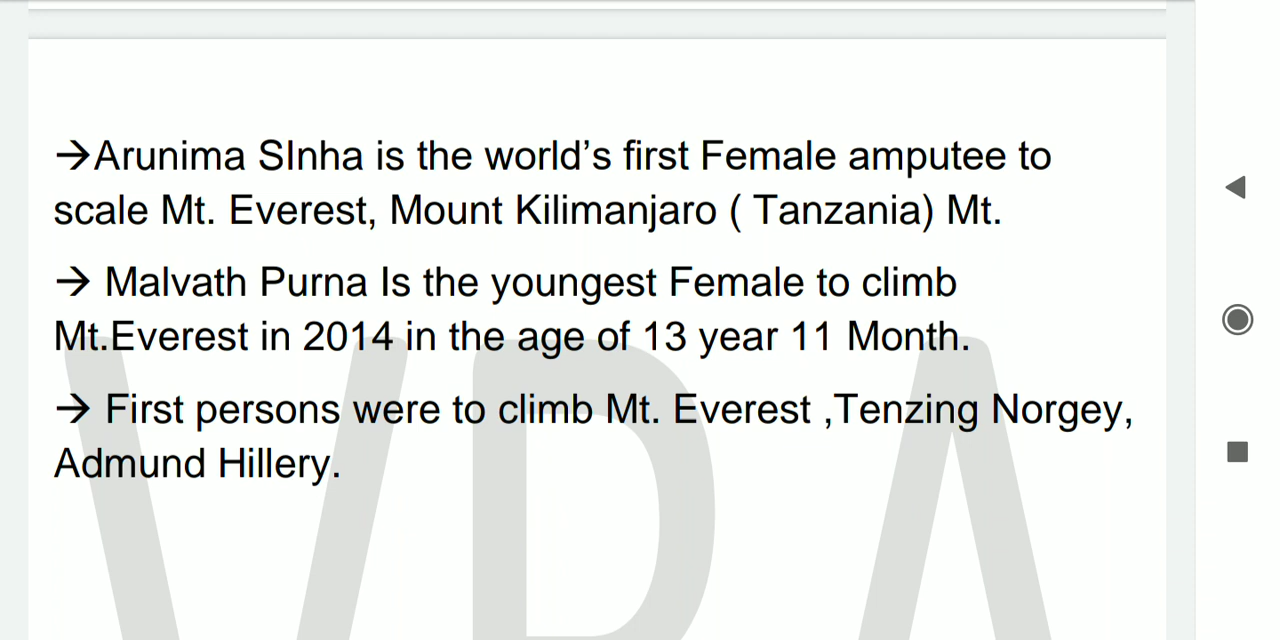 →Arunima SInha is the world’s first Female amputee to
scale Mt. Everest, Mount Kilimanjaro ( Tanzania) Mt.
→ Malvath Purna Is the youngest Female to climb
Mt.Everest in 2014 in the age of 13 year 11 Month.
→ First persons were to climb Mt. Everest ,Tenzing Norgey,
Admund Hillery.